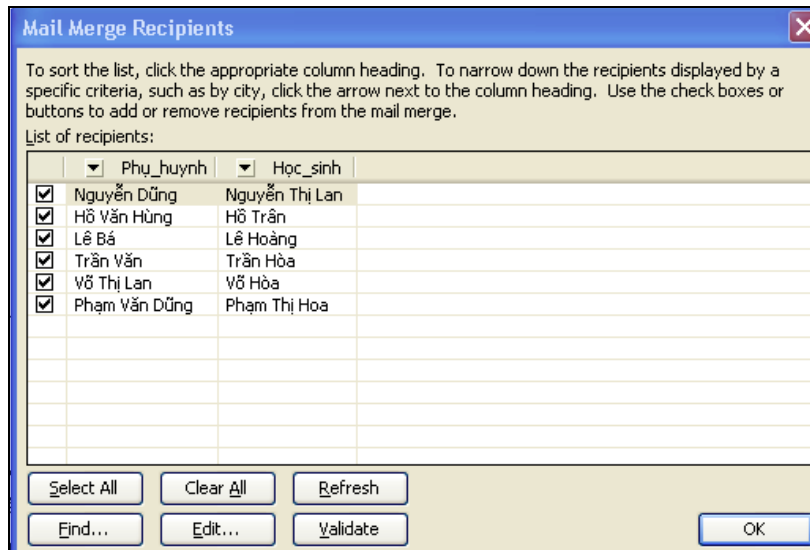 Mail Merge Recipients
To sort the list, click the appropriate column heading. To narrow down the recipients displayed by a
specific criteria, such as by city, click the arrow next to the column heading. Use the check boxes or
buttons to add or remove recipients from the mail merge.
List of recipients:
Phụ_huynh Học_sinh
Nguyễn Dũng Nguyễn Thị Lan
Hồ Văn Hùng Hồ Trân
Lê Bá Lê Hoàng
Trần Văn Trần Hòa
Võ Thị Lan Võ Hòa
Phạm Văn Dũng Phạm Thị Hoa
Select All Clear All Refresh
Find... Edit... Validate OK